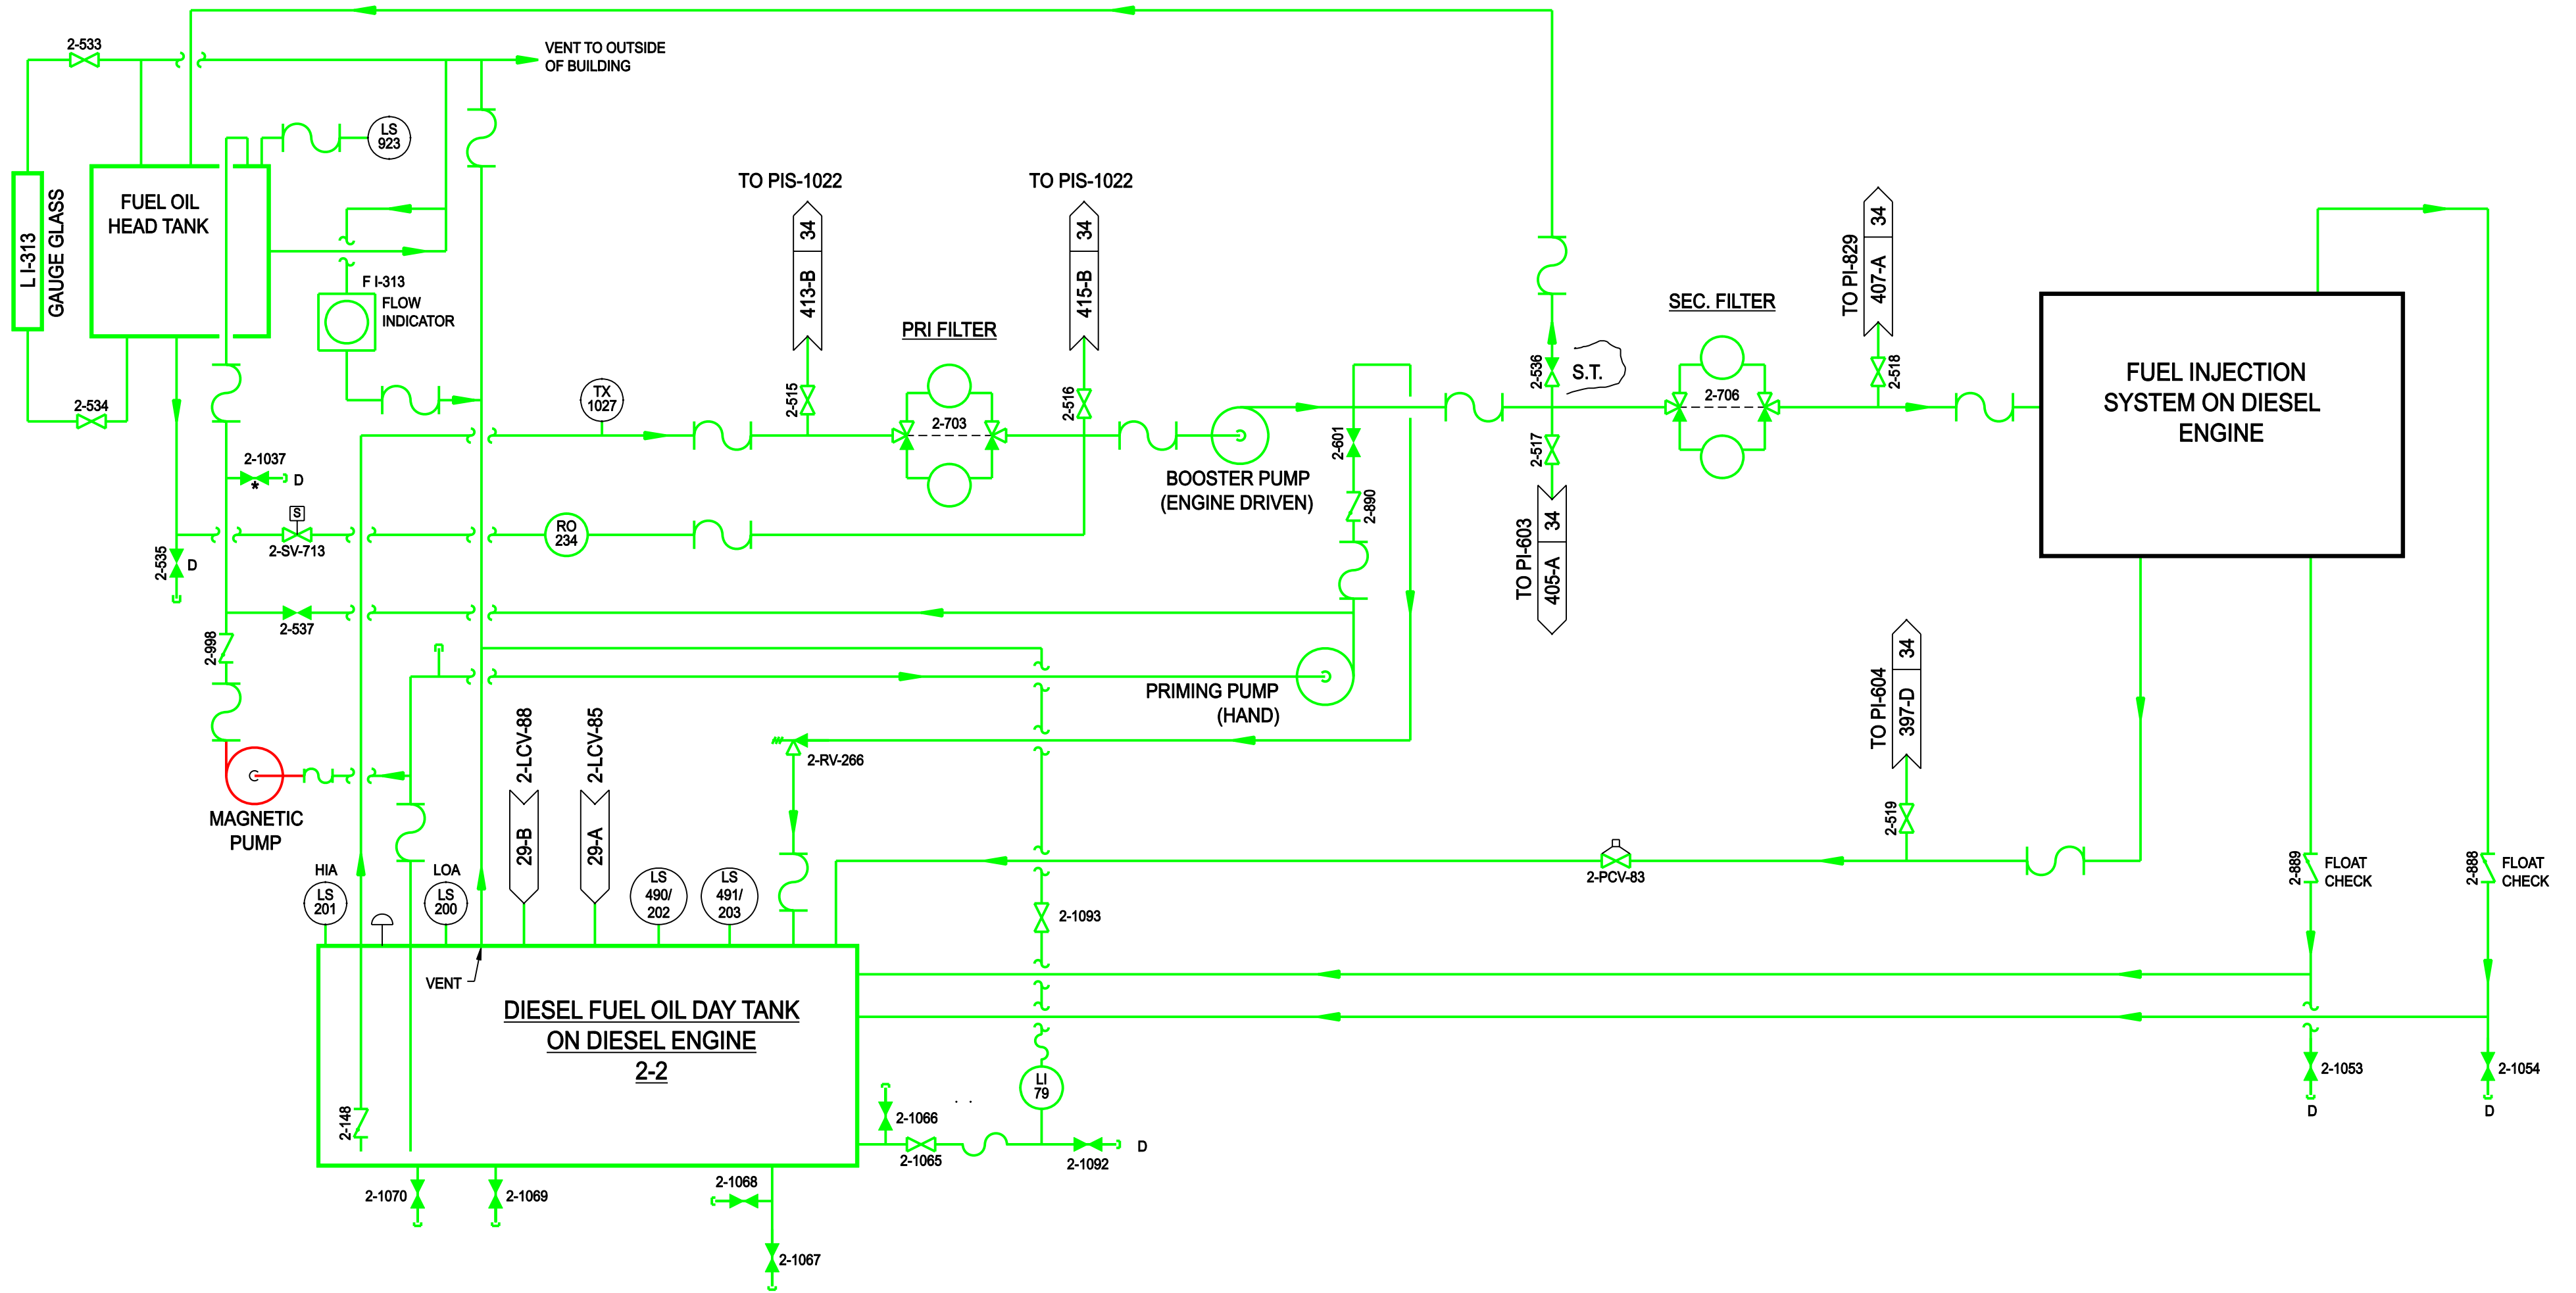 2-533
VENT TO OUTSIDE
OF BUILDING
LS
923
FUEL OIL
HEAD TANK
L I-313
GAUGE GLASS
F I-313
FLOW
INDICATOR
2-534
TO PIS-1022
34
413-B
TO PIS-1022
34
415-B
PRI FILTER
2-703
2-515
2-516
TX
1027
BOOSTER PUMP
(ENGINE DRIVEN)
2-601
2-890
2-536
S.T.
2-517
TO PI-603
34
405-A
SEC. FILTER
2-706
TO PI-829
34
407-A
2-518
FUEL INJECTION
SYSTEM ON DIESEL
ENGINE
2-1037
*
D
S
2-SV-713
RO
234
2-535
D
2-537
2-998
PRIMING PUMP
(HAND)
MAGNETIC
PUMP
2-LCV-88
29-B
2-LCV-85
29-A
2-RV-266
TO PI-604
34
397-D
2-519
2-PCV-83
2-889
FLOAT
CHECK
2-888
FLOAT
CHECK
HIA
LS
201
LOA
LS
200
LS
490/
202
LS
491/
203
2-1093
VENT
DIESEL FUEL OIL DAY TANK
ON DIESEL ENGINE
2-2
2-148
LI
79
2-1066
2-1065
2-1092
D
2-1053
D
2-1054
D
2-1070
2-1069
2-1068
2-1067